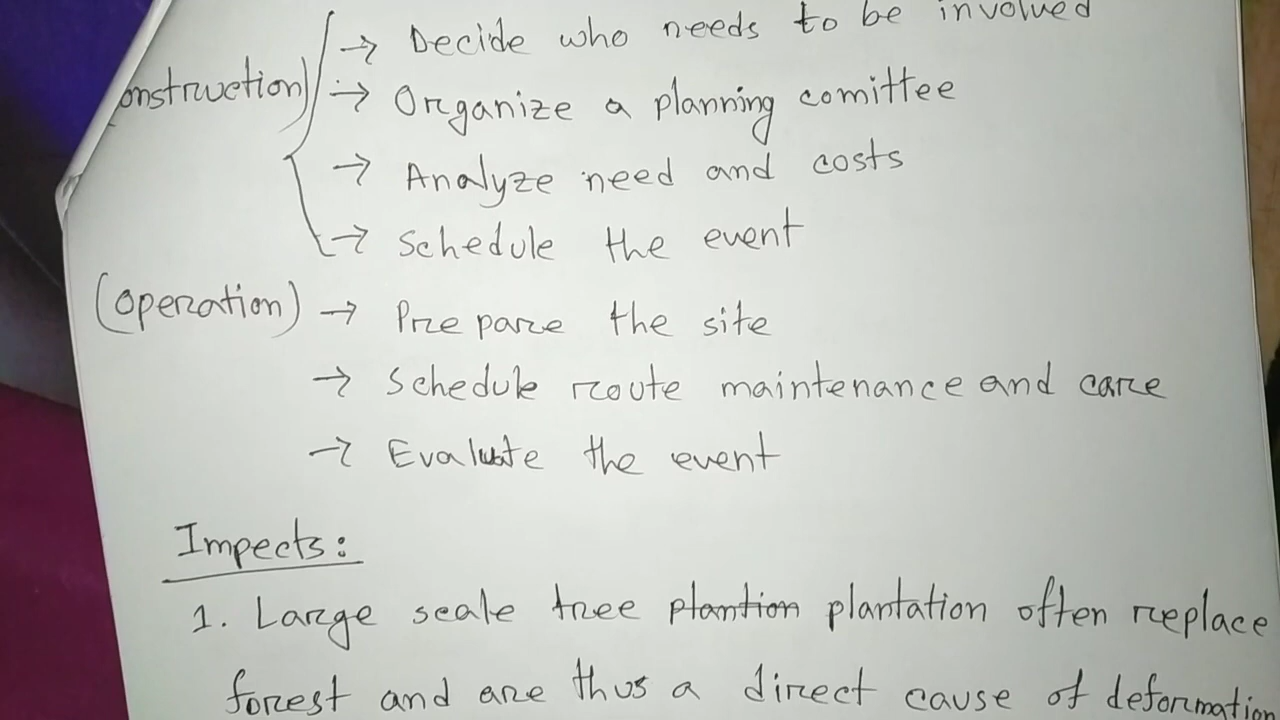 → Decide who needs to be involved
onstruction) → Organize a planning comittee
→ Analyze need and costs
→ Schedule the event
(operation) → Prepare the site
→ Schedule route maintenance and care
→ Evaluate the event
Impects:
1. Large scale tree plantion plantation often replace
forest and are thus a direct cause of deformation